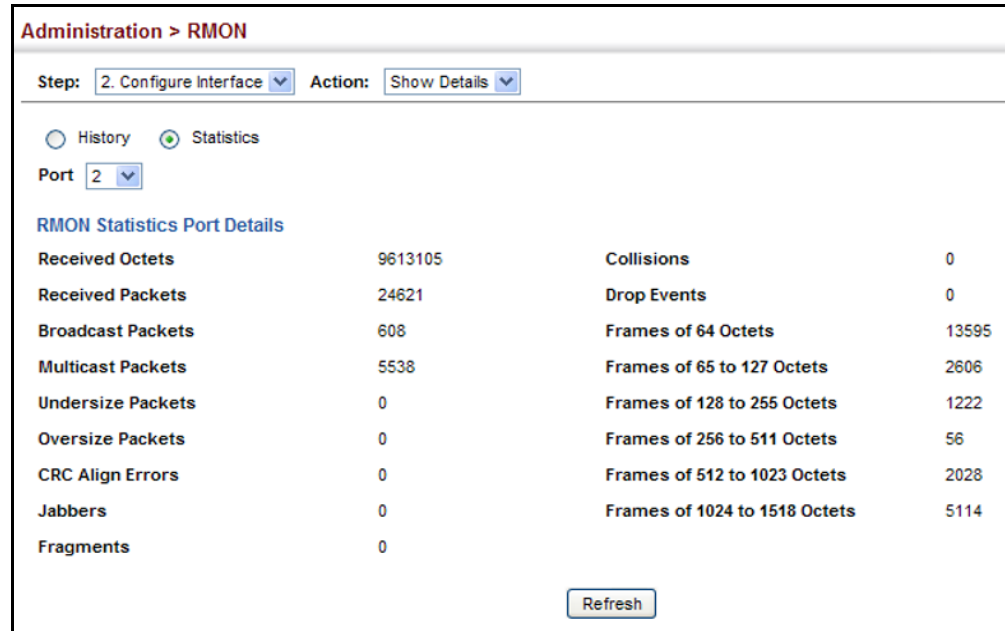 Administration > RMON
Step: 2. Configure Interface Action: Show Details
History Statistics
Port 2
RMON Statistics Port Details
Received Octets 9613105 Collisions 0
Received Packets 24621 Drop Events 0
Broadcast Packets 608 Frames of 64 Octets 13595
Multicast Packets 5538 Frames of 65 to 127 Octets 2606
Undersize Packets 0 Frames of 128 to 255 Octets 1222
Oversize Packets 0 Frames of 256 to 511 Octets 56
CRC Align Errors 0 Frames of 512 to 1023 Octets 2028
Jabbers 0 Frames of 1024 to 1518 Octets 5114
Fragments 0
Refresh